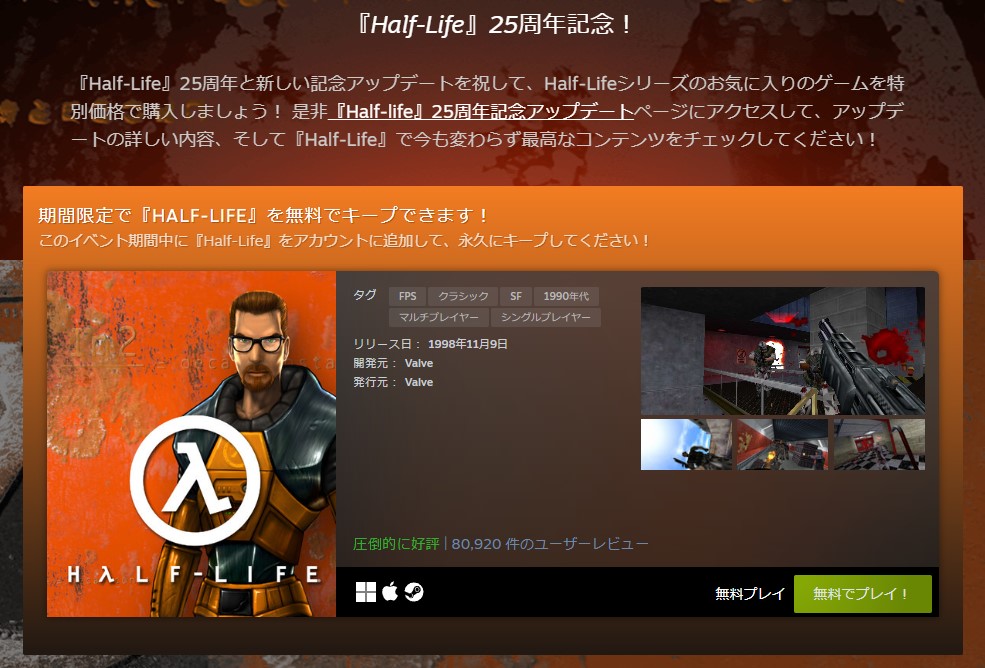 『Half-Life』25周年記念！
『Half-Life』25周年と新しい記念アップデートを祝して、Half-Lifeシリーズのお気に入りのゲームを特
別価格で購入しましょう！ 是非『Half-life』25周年記念アップデートページにアクセスして、アップデ
ートの詳しい内容、そして『Half-Life』で今も変わらず最高なコンテンツをチェックしてください！
期間限定で『HALF-LIFE』を無料でキープできます！
このイベント期間中に『Half-Life』をアカウントに追加して、永久にキープしてください！
タグ FPS クラシック SF 1990年代
マルチプレイヤー シングルプレイヤー
リリース日： 1998年11月9日
開発元： Valve
発行元： Valve
圧倒的に好評 | 80,920 件のユーザーレビュー
HλLF-LIFE
無料プレイ 無料でプレイ！